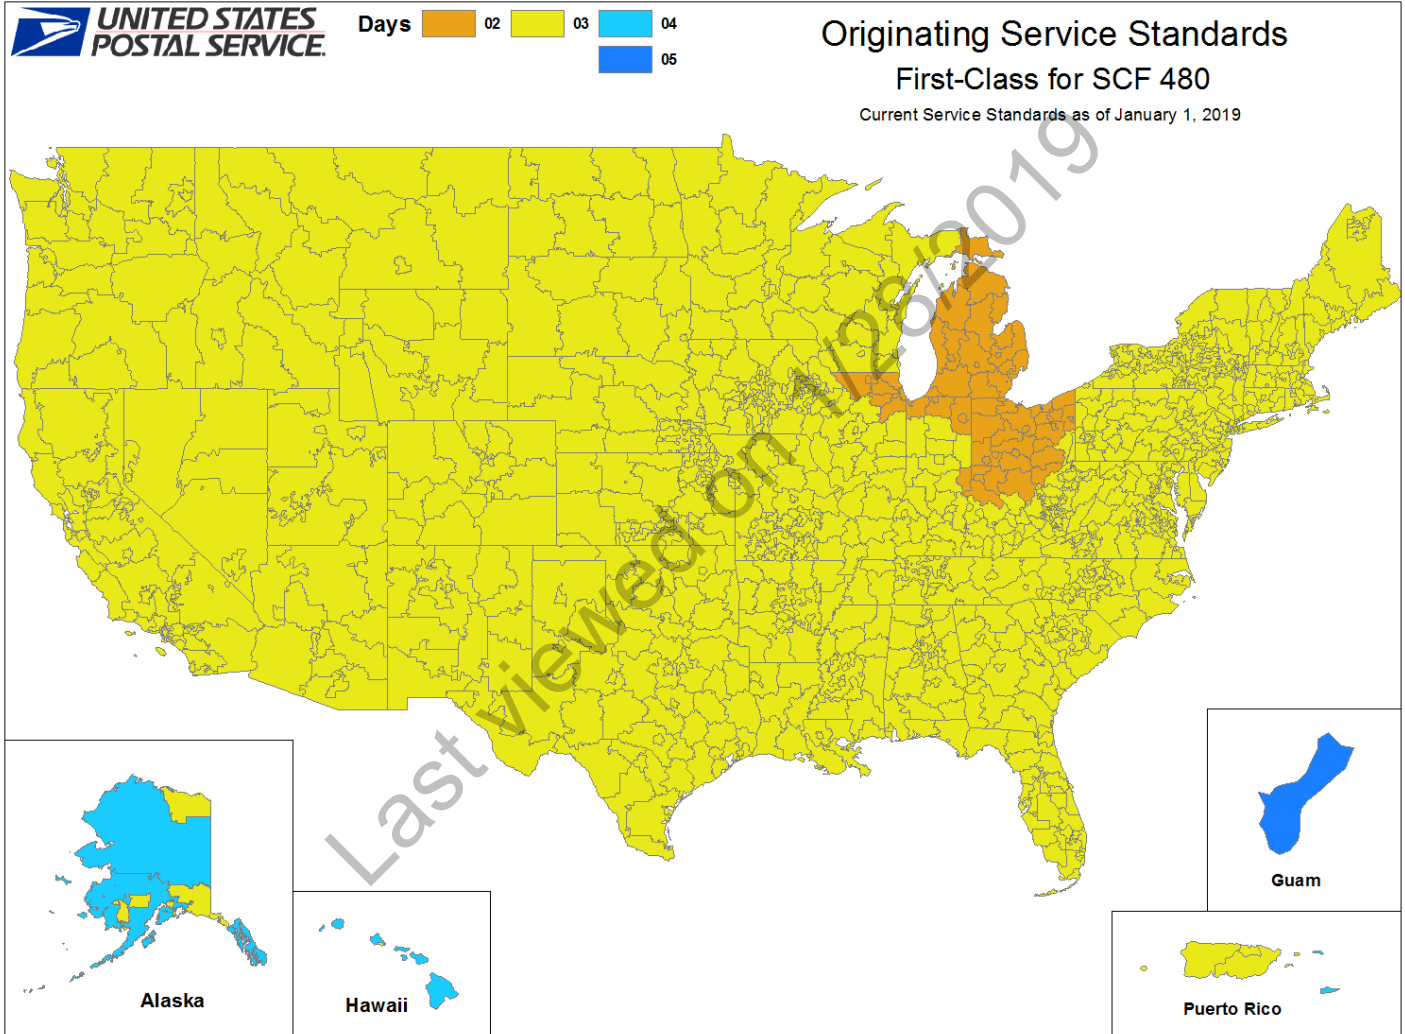 UNITED STATES
POSTAL SERVICE.
Days 02 03 04
05
Originating Service Standards
First-Class for SCF 480
Current Service Standards as of January 1, 2019
Last viewed on 1/28/2019
Alaska
Hawaii
Guam
Puerto Rico